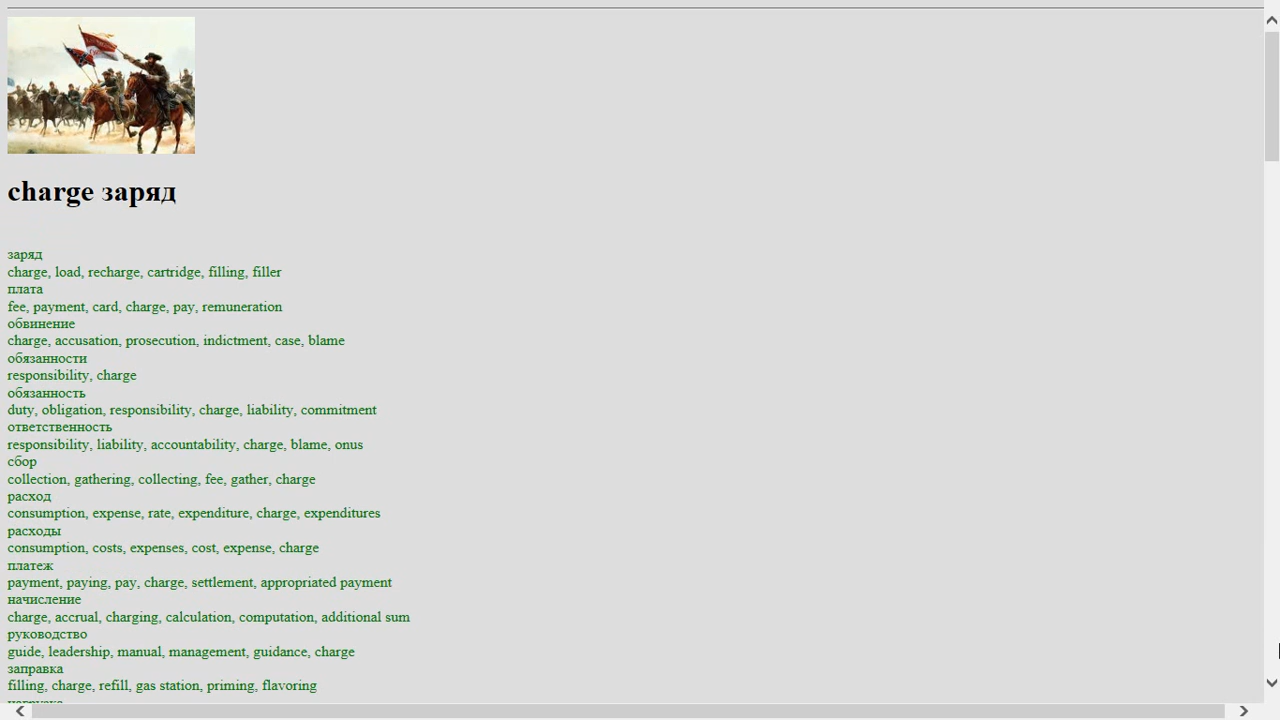 charge заряд
заряд
charge, load, recharge, cartridge, filling, filler
плата
fee, payment, card, charge, pay, remuneration
обвинение
charge, accusation, prosecution, indictment, case, blame
обязанности
responsibility, charge
обязанность
duty, obligation, responsibility, charge, liability, commitment
ответственность
responsibility, liability, accountability, charge, blame, onus
сбор
collection, gathering, collecting, fee, gather, charge
расход
consumption, expense, rate, expenditure, charge, expenditures
расходы
consumption, costs, expenses, cost, expense, charge
платеж
payment, paying, pay, charge, settlement, appropriated payment
начисление
charge, accrual, charging, calculation, computation, additional sum
руководство
guide, leadership, manual, management, guidance, charge
заправка
filling, charge, refill, gas station, priming, flavoring